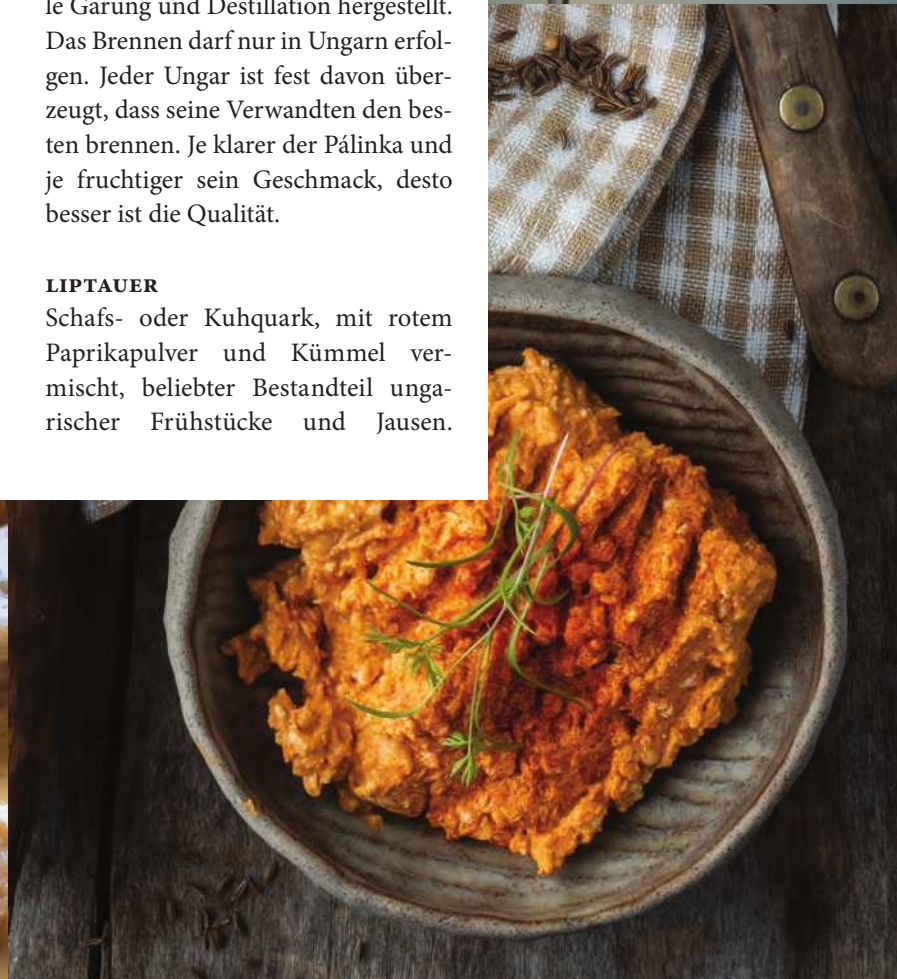 le Gärung und Destillation hergestellt.
Das Brennen darf nur in Ungarn erfol-
gen. Jeder Ungar ist fest davon über-
zeugt, dass seine Verwandten den bes-
ten brennen. Je klarer der Pálinka und
je fruchtiger sein Geschmack, desto
besser ist die Qualität.
LIPTAUER
Schafs- oder Kuhquark, mit rotem
Paprikapulver und Kümmel ver-
mischt, beliebter Bestandteil unga-
rischer Frühstücke und Jausen.